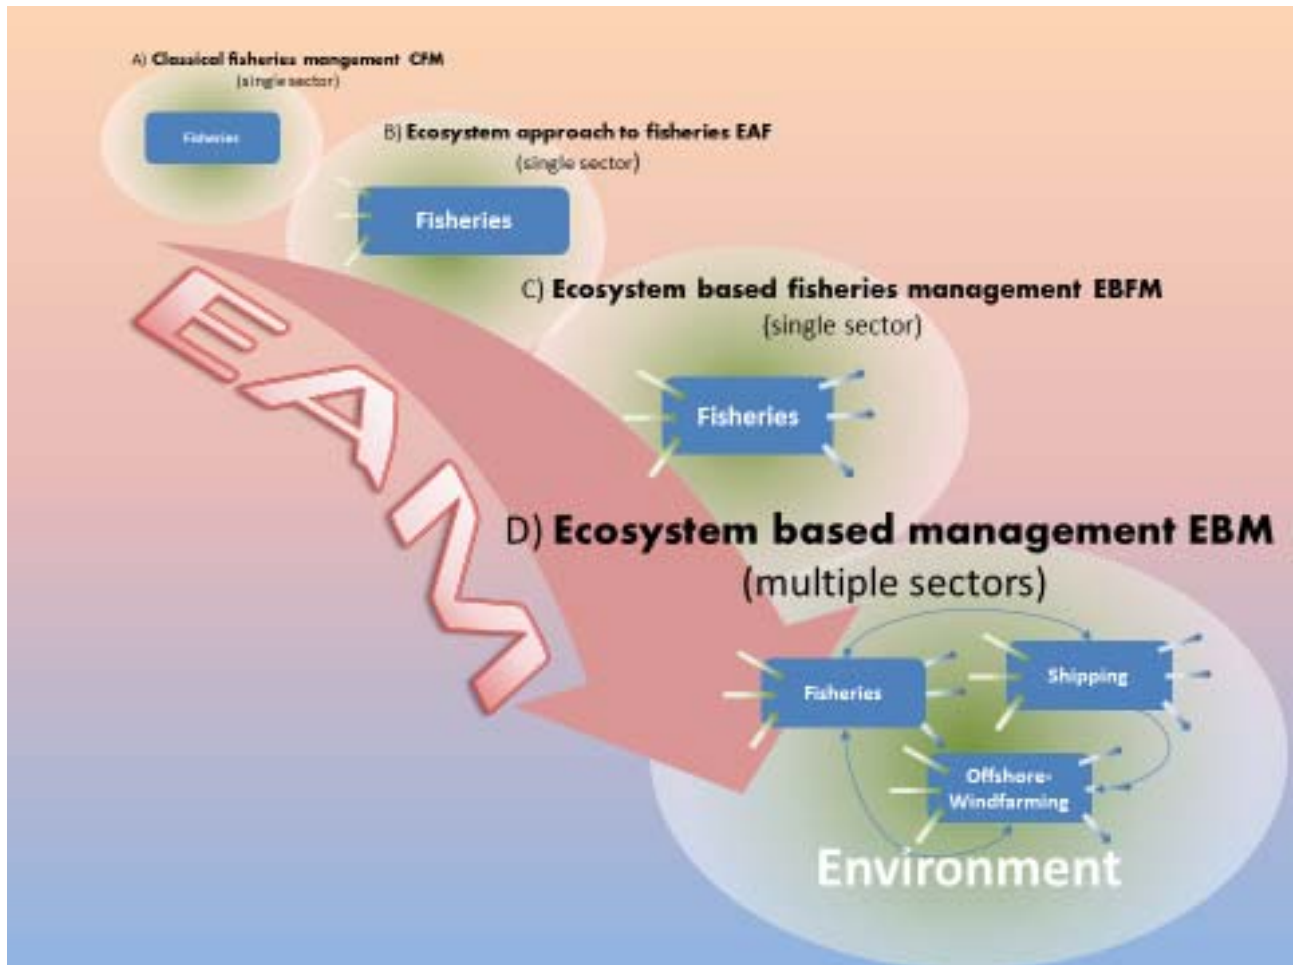 A) Classical fisheries mangement CFM
(single sector)
Fisheries
B) Ecosystem approach to fisheries EAF
(single sector)
Fisheries
C) Ecosystem based fisheries management EBFM
(single sector)
Fisheries
EAM
D) Ecosystem based management EBM
(multiple sectors)
Fisheries
Shipping
Offshore-
Windfarming
Environment